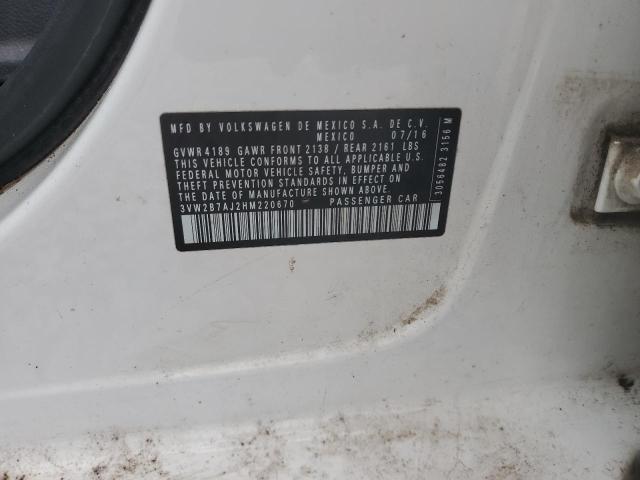 MFD BY VOLKSWAGEN DE MEXICO S.A. DE C.V.
MEXICO 07/16
GVWR 4189 GAWR FRONT 2138 / REAR 2161 LBS
THIS VEHICLE CONFORMS TO ALL APPLICABLE U.S.
FEDERAL MOTOR VEHICLE SAFETY, BUMPER AND
THEFT PREVENTION STANDARDS IN EFFECT ON
THE DATE OF MANUFACTURE SHOWN ABOVE.
3VW2B7AJ2HM220670 PASSENGER CAR
3058482 3156 M